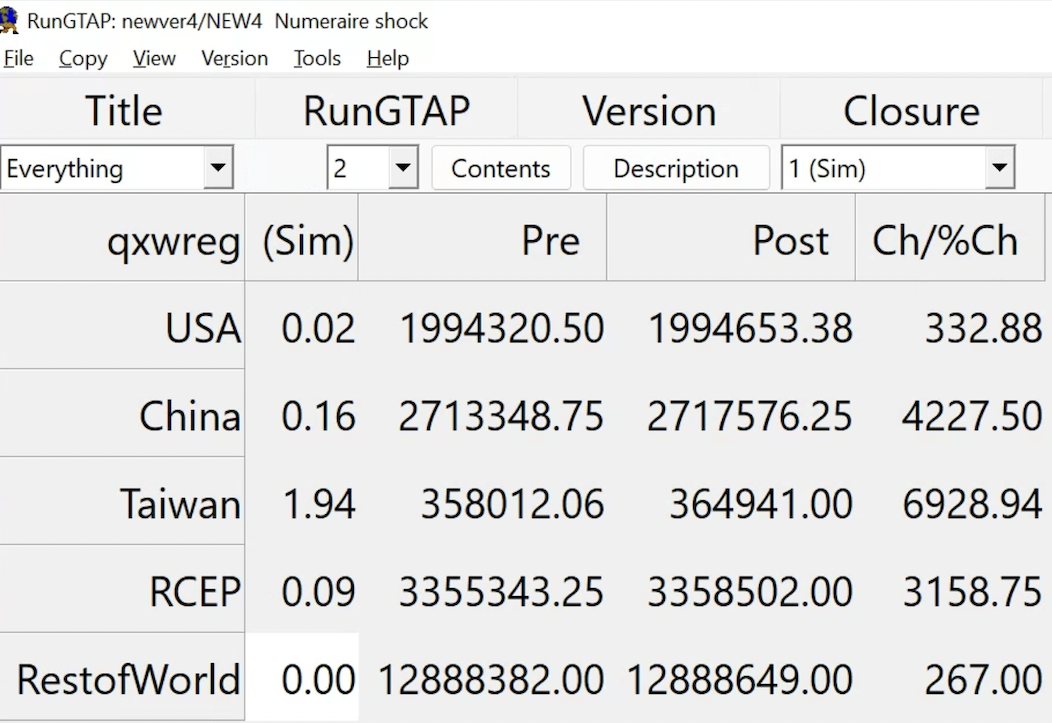 RunGTAP: newver4/NEW4 Numeraire shock
File Copy View Version Tools Help
Title RunGTAP Version Closure
Everything 2 Contents Description 1 (Sim)
qxwreg (Sim) Pre Post Ch/%Ch
USA 0.02 1994320.50 1994653.38 332.88
China 0.16 2713348.75 2717576.25 4227.50
Taiwan 1.94 358012.06 364941.00 6928.94
RCEP 0.09 3355343.25 3358502.00 3158.75
RestofWorld 0.00 12888382.00 12888649.00 267.00